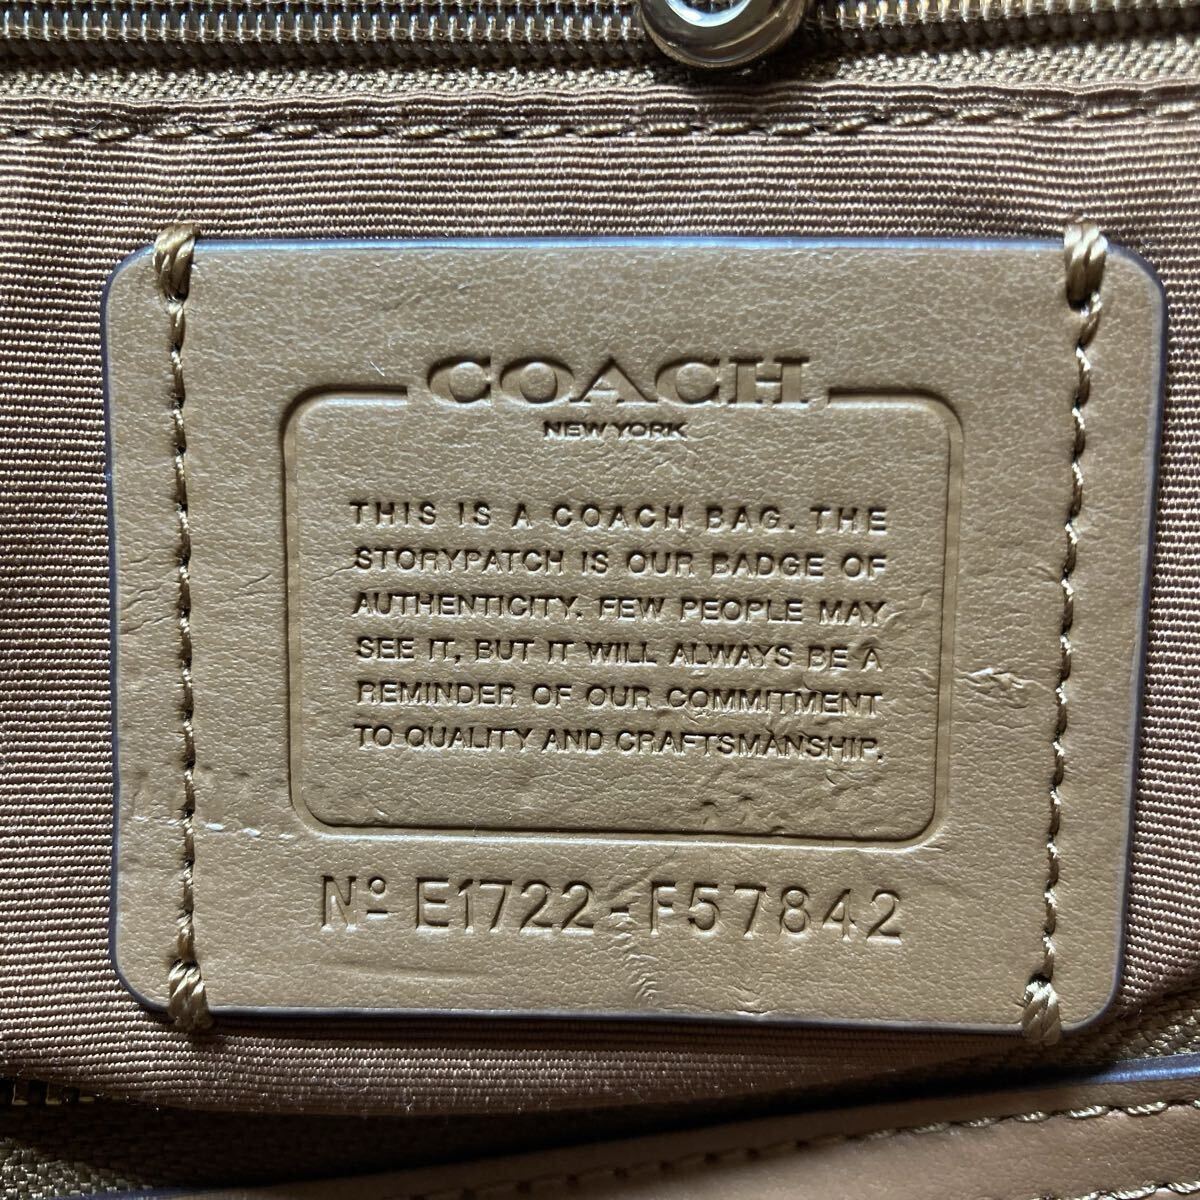 COACH
NEW YORK
THIS IS A COACH BAG. THE
STORYPATCH IS OUR BADGE OF
AUTHENTICITY. FEW PEOPLE MAY
SEE IT, BUT IT WILL ALWAYS BE A
REMINDER OF OUR COMMITMENT
TO QUALITY AND CRAFTSMANSHIP.
Nº E1722-F57842